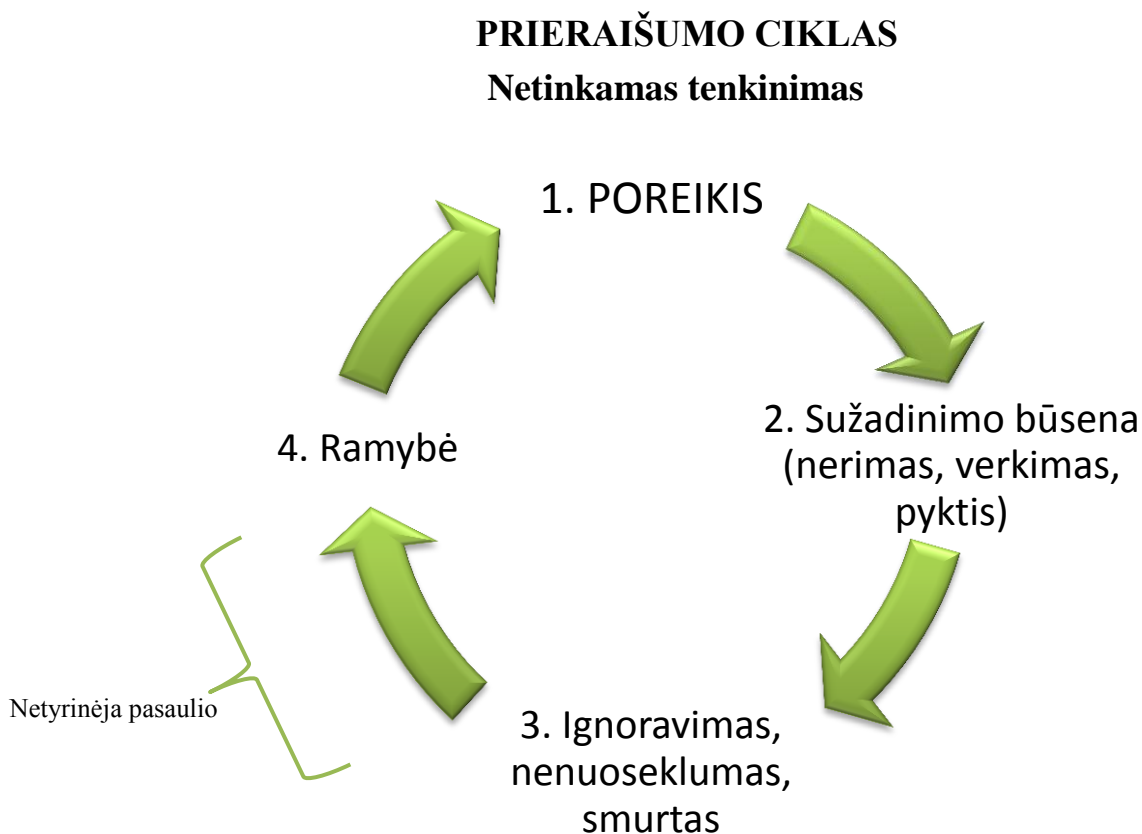 PRIERAIŠUMO CIKLAS
Netinkamas tenkinimas
1. POREIKIS
2. Sužadinimo būsena
(nerimas, verkimas,
pyktis)
3. Ignoravimas,
nenuoseklumas,
smurtas
4. Ramybė
Netyrinėja pasaulio